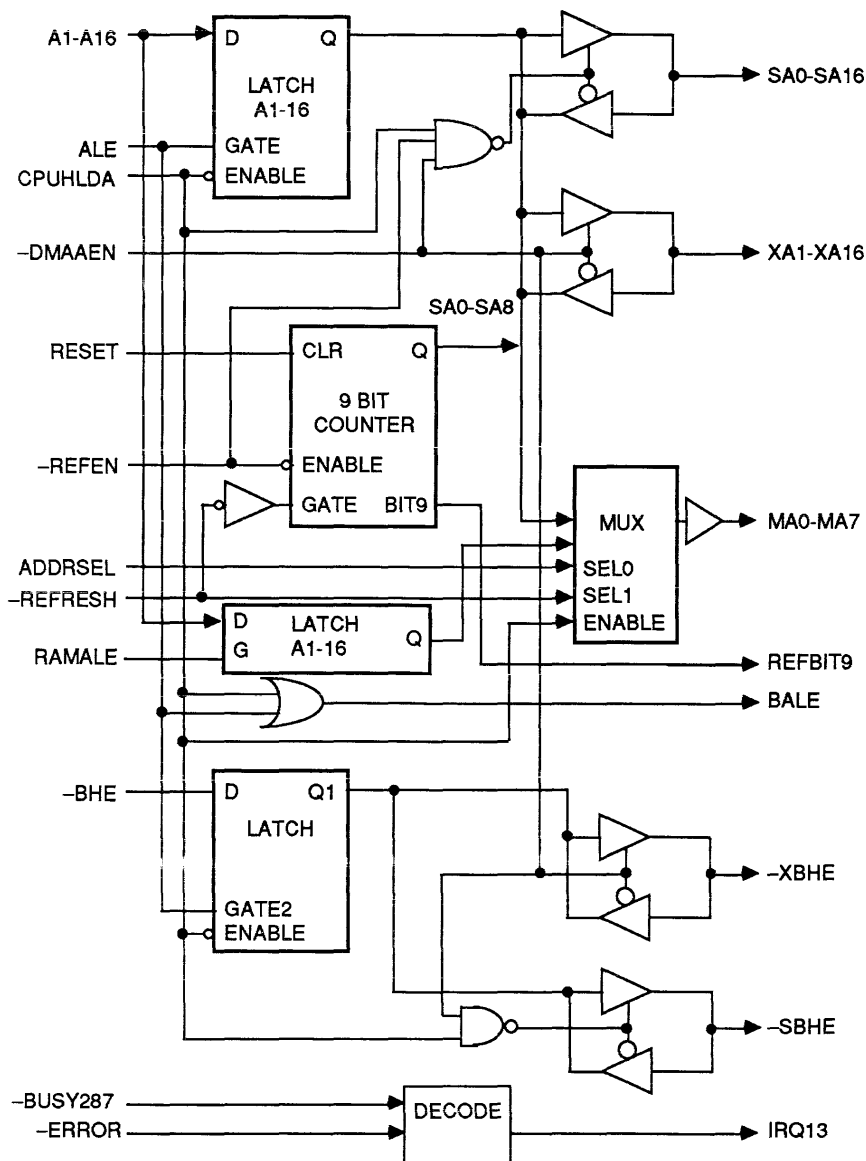 A1-A16
D
Q
LATCH
A1-16
SA0-SA16
ALE
GATE
CPUHLDA
ENABLE
–DMAAEN
XA1-XA16
SA0-SA8
RESET
CLR
Q
9 BIT
COUNTER
–REFEN
ENABLE
GATE
BIT9
MUX
MA0-MA7
ADDRSEL
SEL0
–REFRESH
SEL1
D
LATCH
Q
ENABLE
G
A1-16
RAMALE
REFBIT9
BALE
–BHE
D
Q1
LATCH
–XBHE
GATE2
ENABLE
–SBHE
–BUSY287
DECODE
–ERROR
IRQ13